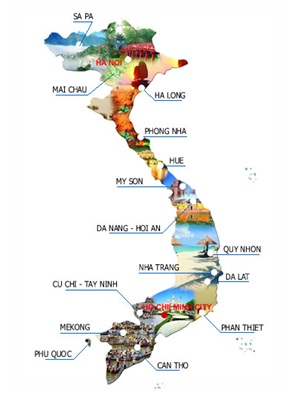 SA PA
HA NOI
MAI CHAU
HA LONG
PHONG NHA
HUE
MY SON
DA NANG - HOI AN
QUY NHON
NHA TRANG
DA LAT
CU CHI - TAY NINH
HO CHI MINH CITY
MEKONG
PHAN THIET
PHU QUOC
CAN THO